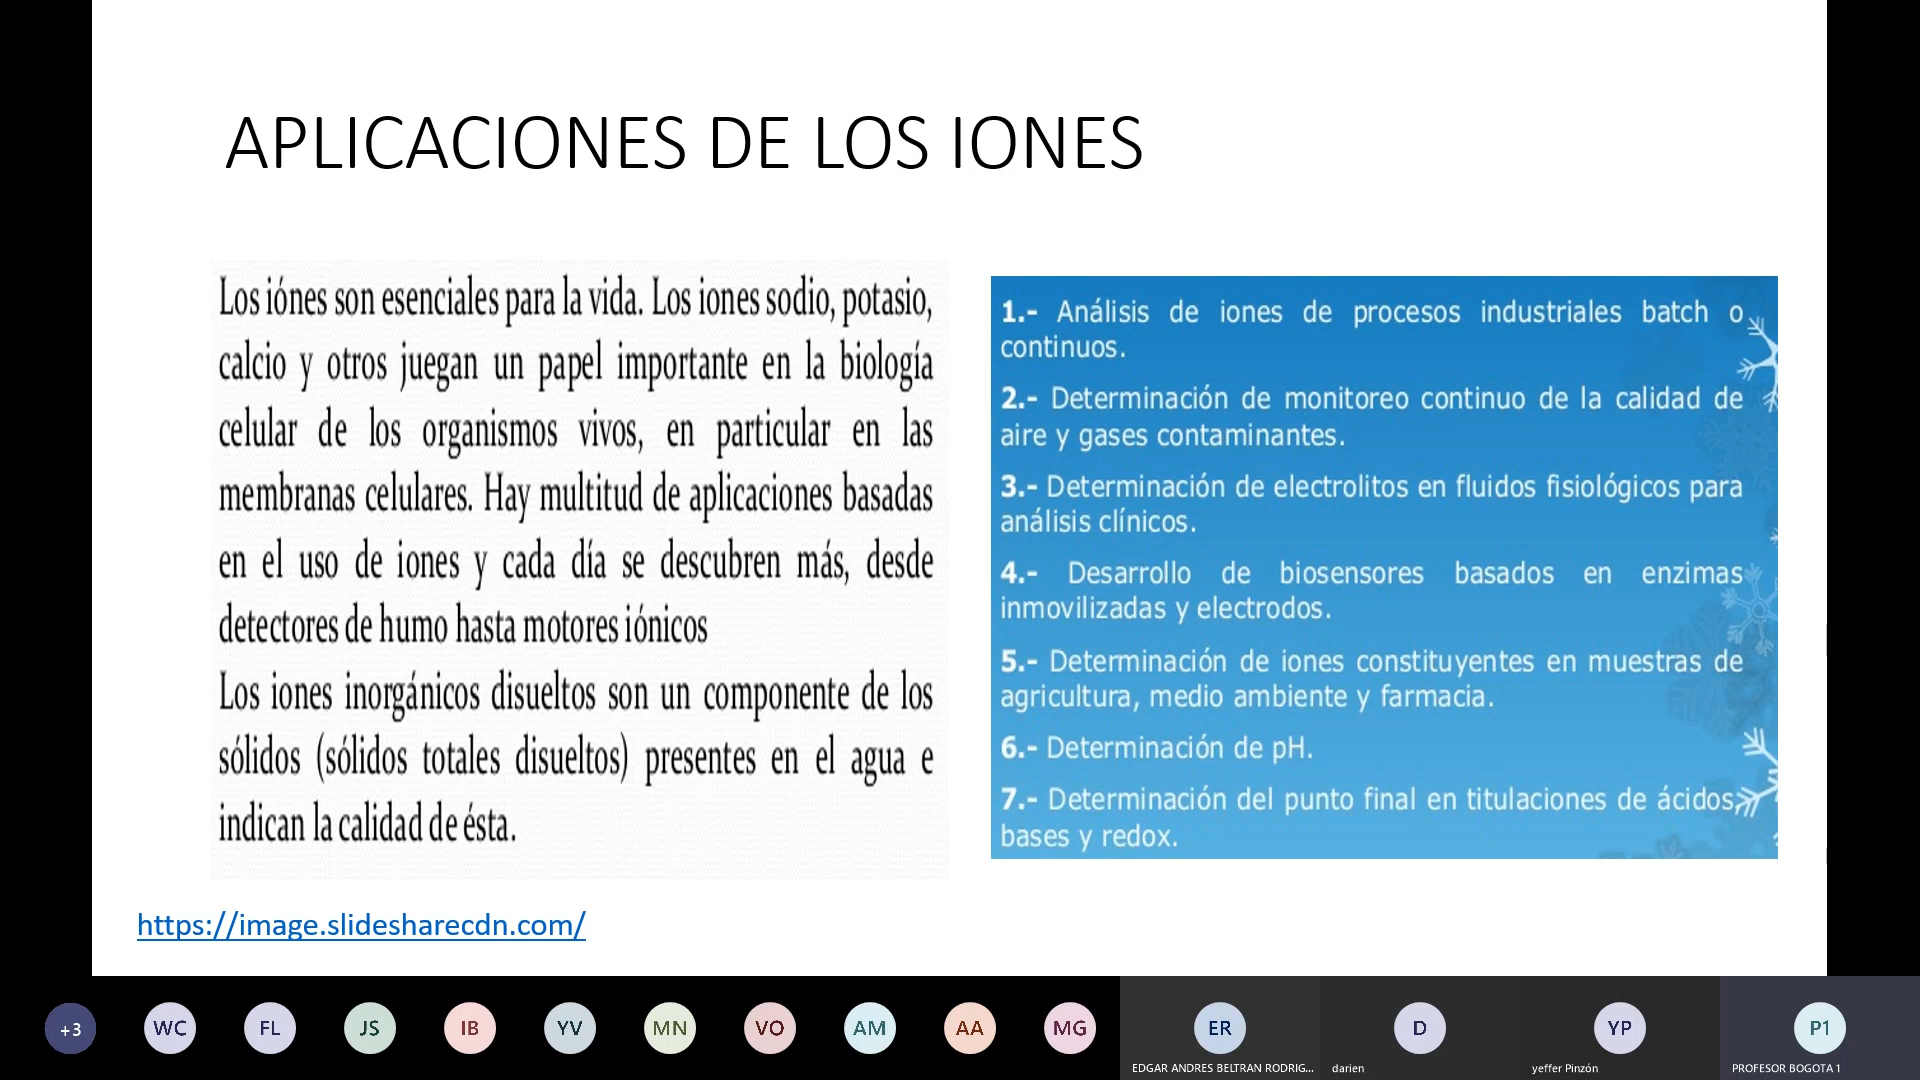 APLICACIONES DE LOS IONES
Los iónes son esenciales para la vida. Los iones sodio, potasio,
calcio y otros juegan un papel importante en la biología
celular de los organismos vivos, en particular en las
membranas celulares. Hay multitud de aplicaciones basadas
en el uso de iones y cada día se descubren más, desde
detectores de humo hasta motores iónicos
Los iones inorgánicos disueltos son un componente de los
sólidos (sólidos totales disueltos) presentes en el agua e
indican la calidad de ésta.
1.- Análisis de iones de procesos industriales batch o
continuos.
2.- Determinación de monitoreo continuo de la calidad de
aire y gases contaminantes.
3.- Determinación de electrolitos en fluidos fisiológicos para
análisis clínicos.
4.- Desarrollo de biosensores basados en enzimas
inmovilizadas y electrodos.
5.- Determinación de iones constituyentes en muestras de
agricultura, medio ambiente y farmacia.
6.- Determinación de pH.
7.- Determinación del punto final en titulaciones de ácidos,
bases y redox.
https://image.slidesharecdn.com/
+3 WC FL JS IB YV MN VO AM AA MG ER D YP P1
EDGAR ANDRES BELTRAN RODRIG... darien yeffer Pinzón PROFESOR BOGOTA 1